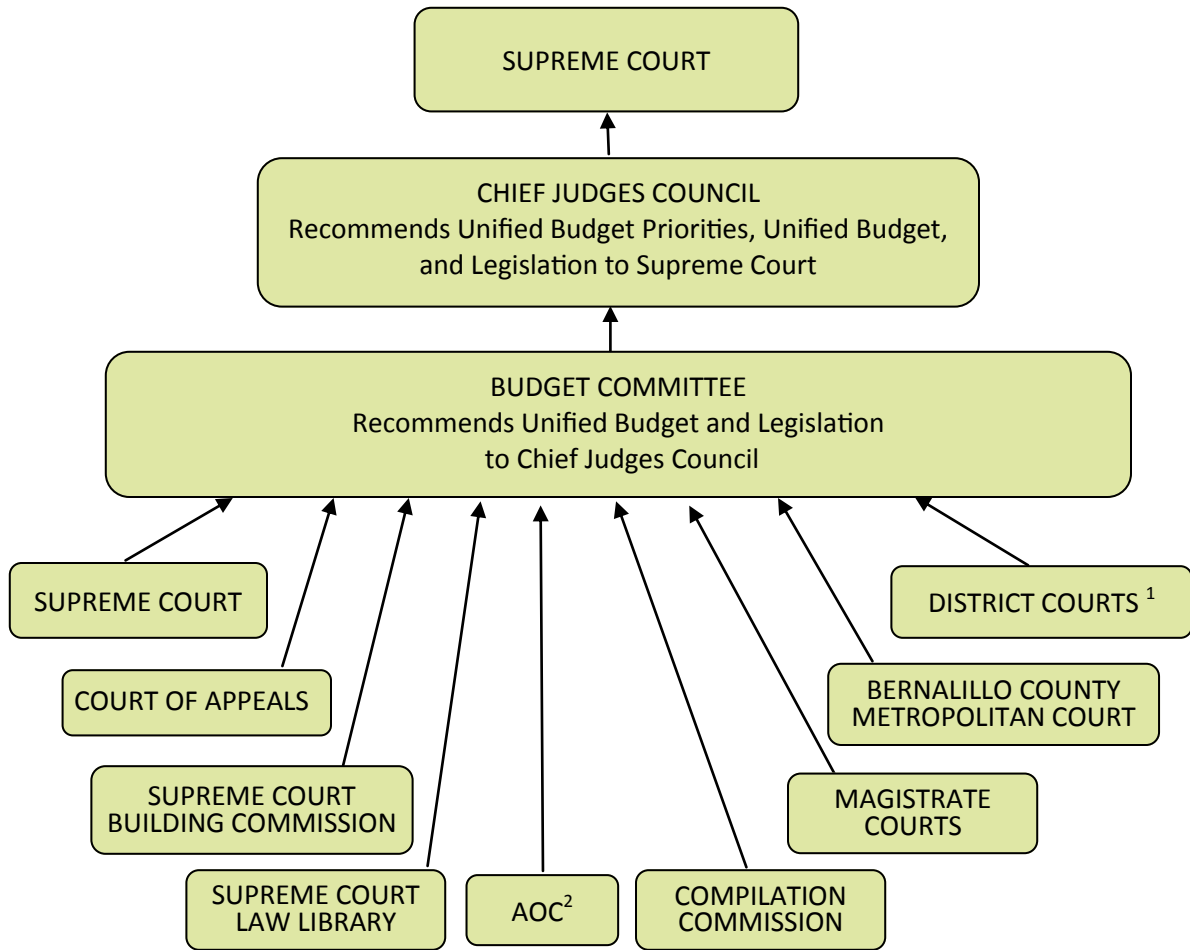 SUPREME COURT
CHIEF JUDGES COUNCIL
Recommends Unified Budget Priorities, Unified Budget,
and Legislation to Supreme Court
BUDGET COMMITTEE
Recommends Unified Budget and Legislation
to Chief Judges Council
SUPREME COURT
DISTRICT COURTS ¹
COURT OF APPEALS
BERNALILLO COUNTY
METROPOLITAN COURT
SUPREME COURT
BUILDING COMMISSION
MAGISTRATE
COURTS
SUPREME COURT
LAW LIBRARY
AOC²
COMPILATION
COMMISSION